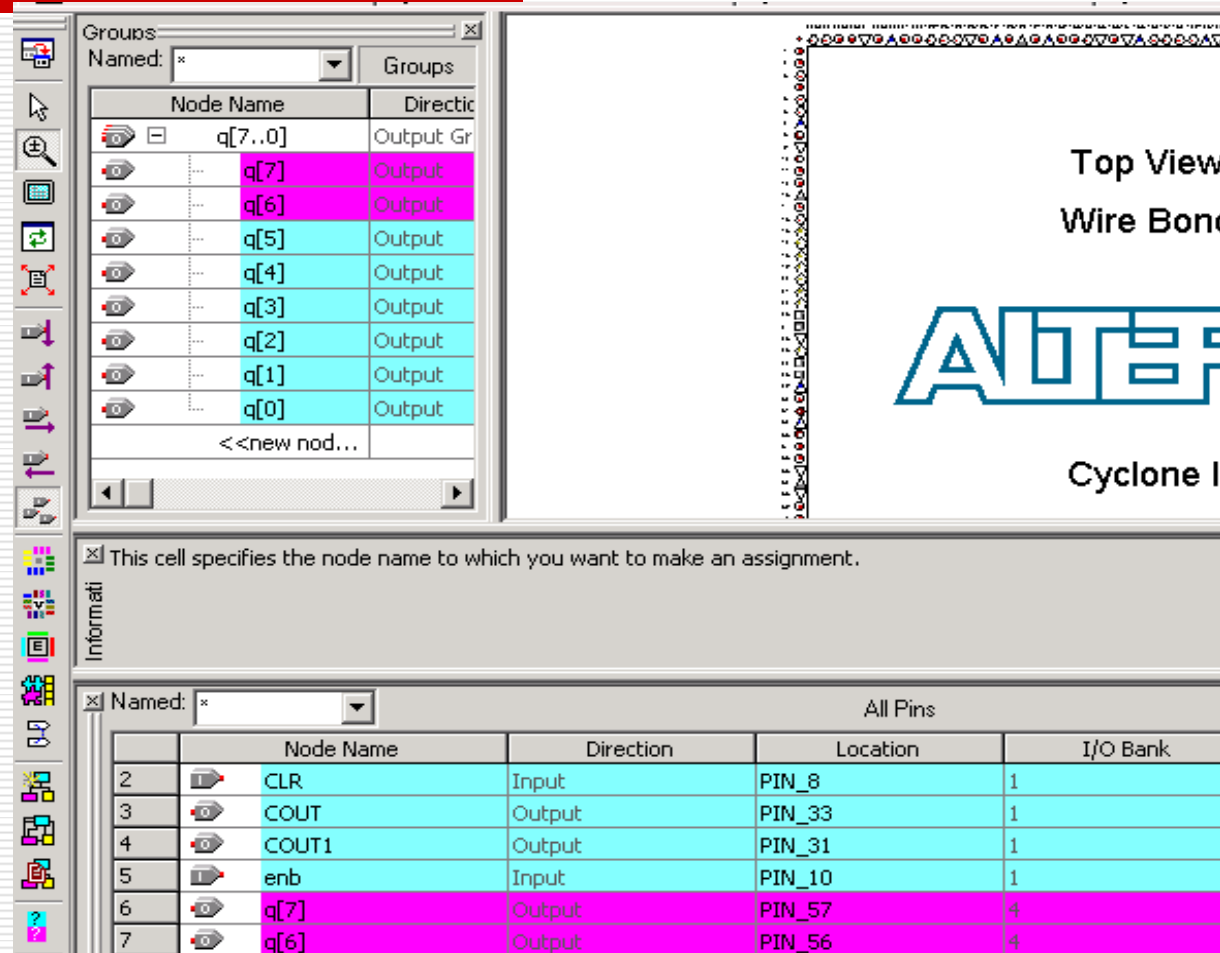 Groups
Named: * Groups
Node Name Directic
q[7..0] Output Gr
q[7] Output
q[6] Output
q[5] Output
q[4] Output
q[3] Output
q[2] Output
q[1] Output
q[0] Output
<<new nod...
Top View
Wire Bond
ALTER
Cyclone I
This cell specifies the node name to which you want to make an assignment.
Informati
Named: * All Pins
Node Name Direction Location I/O Bank
2 CLR Input PIN_8 1
3 COUT Output PIN_33 1
4 COUT1 Output PIN_31 1
5 enb Input PIN_10 1
6 q[7] Output PIN_57 4
7 q[6] Output PIN_56 4